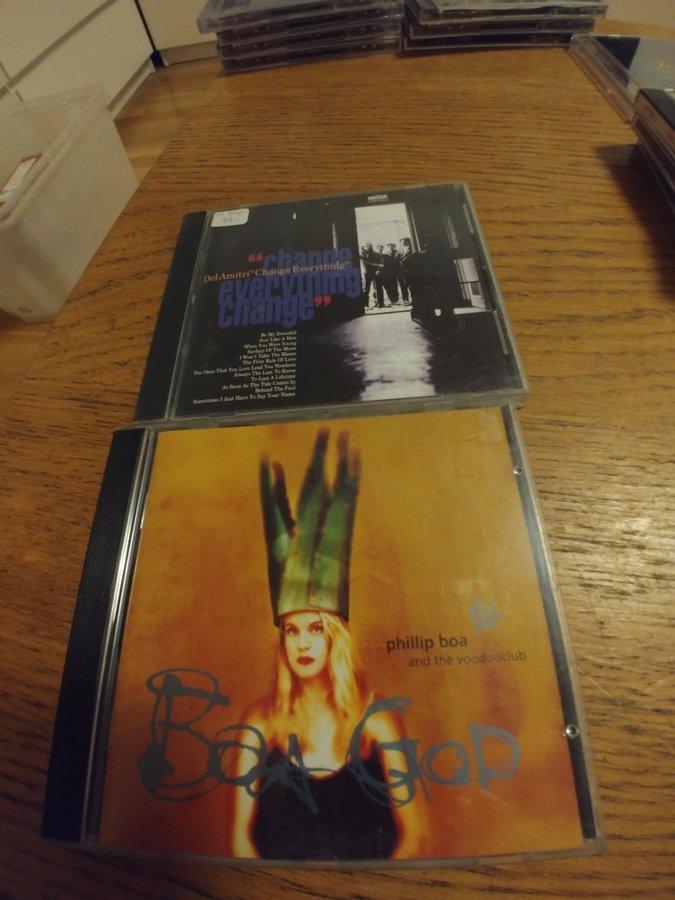 “change
Del Amitri “Change Everything”
everything
change”
Be My Downfall
Just Like A Man
When You Were Young
Surface Of The Moon
I Won't Take The Blame
The First Rule Of Love
The Ones That You Love Lead You Nowhere
Always The Last To Know
To Last A Lifetime
As Soon As The Tide Comes In
Behind The Fool
Sometimes I Just Have To Say Your Name
phillip boa
and the voodooclub
Boa God